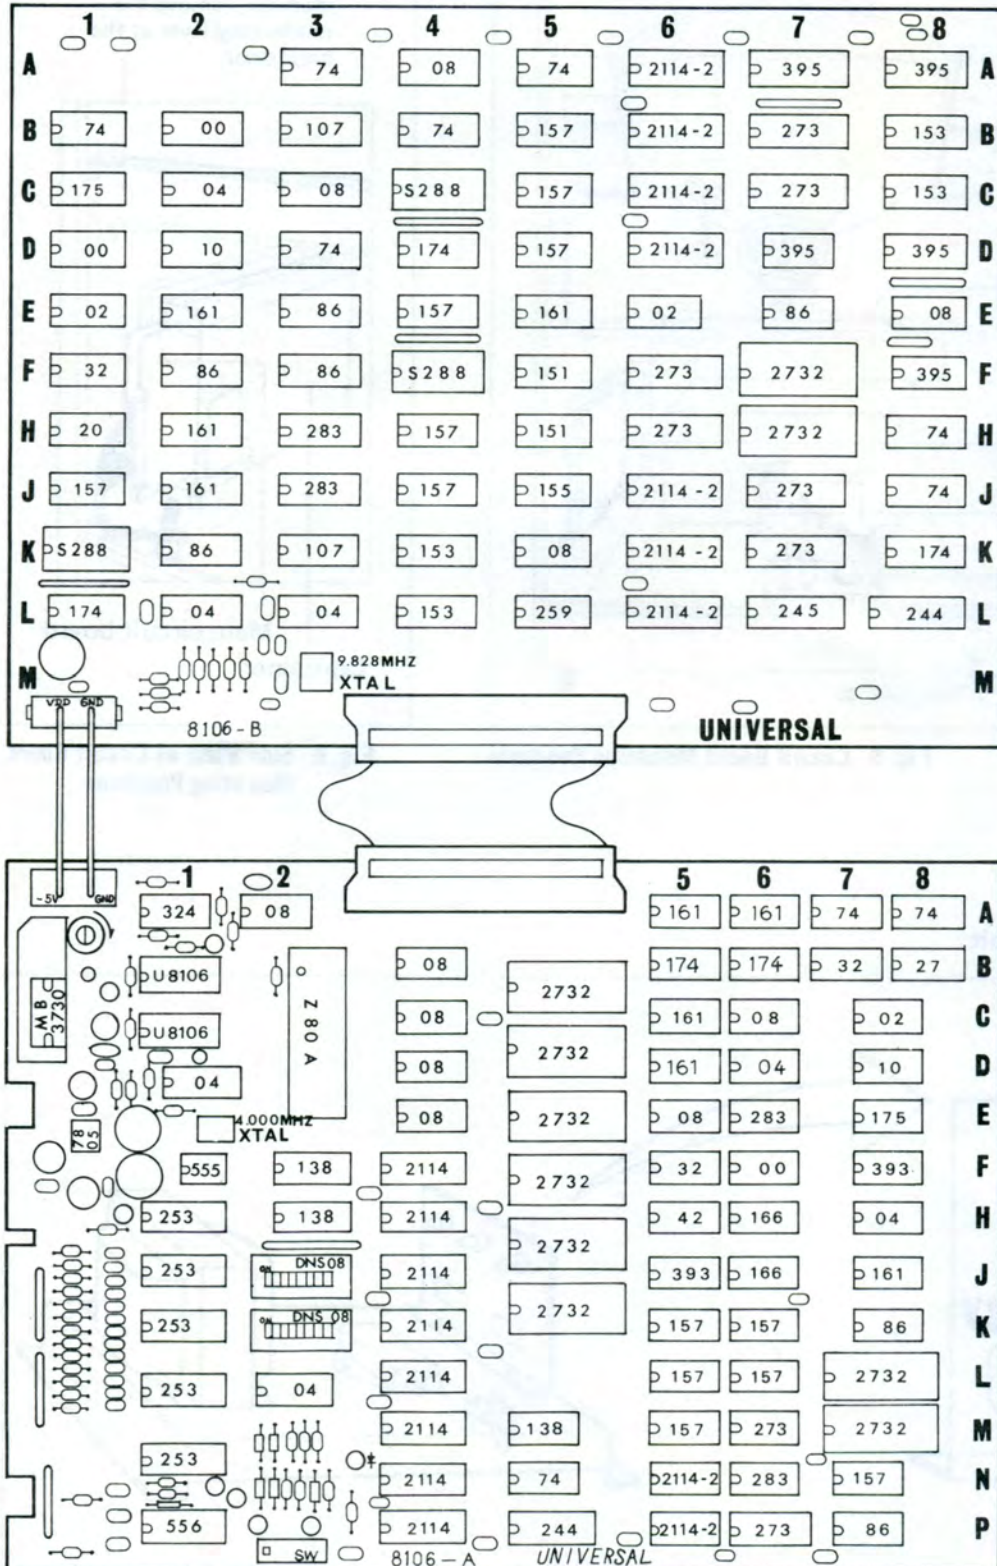 1 2 3 4 5 6 7 8
A 74 08 74 2114-2 395 395 A
B 74 00 107 74 157 2114-2 273 153 B
C 175 04 08 S288 157 2114-2 273 153 C
D 00 10 74 174 157 2114-2 395 395 D
E 02 161 86 157 161 02 86 08 E
F 32 86 86 S288 151 273 2732 395 F
H 20 161 283 157 151 273 2732 74 H
J 157 161 283 157 155 2114-2 273 74 J
K S288 86 107 153 08 2114-2 273 174 K
L 174 04 04 153 259 2114-2 245 244 L
9.828MHZ
M XTAL M
VDD GND
8106-B UNIVERSAL
1 2 5 6 7 8
-5V GND
324 08 161 161 74 74 A
U8106 08 2732 174 174 32 27 B
MB 3730
Z80A
U8106 08 2732 161 08 02 C
04 08 161 04 10 D
78 05
4.000MHZ
XTAL
08 2732 08 283 175 E
555 138 2114 2732 32 00 393 F
253 138 2114 2732 42 166 04 H
253 ON DNS 08 2114 2732 393 166 161 J
253 ON DNS 08 2114 157 157 86 K
253 04 2114 157 157 2732 L
2114 138 157 273 2732 M
253 2114 74 2114-2 283 157 N
556 SW 2114 244 2114-2 273 86 P
8106-A UNIVERSAL